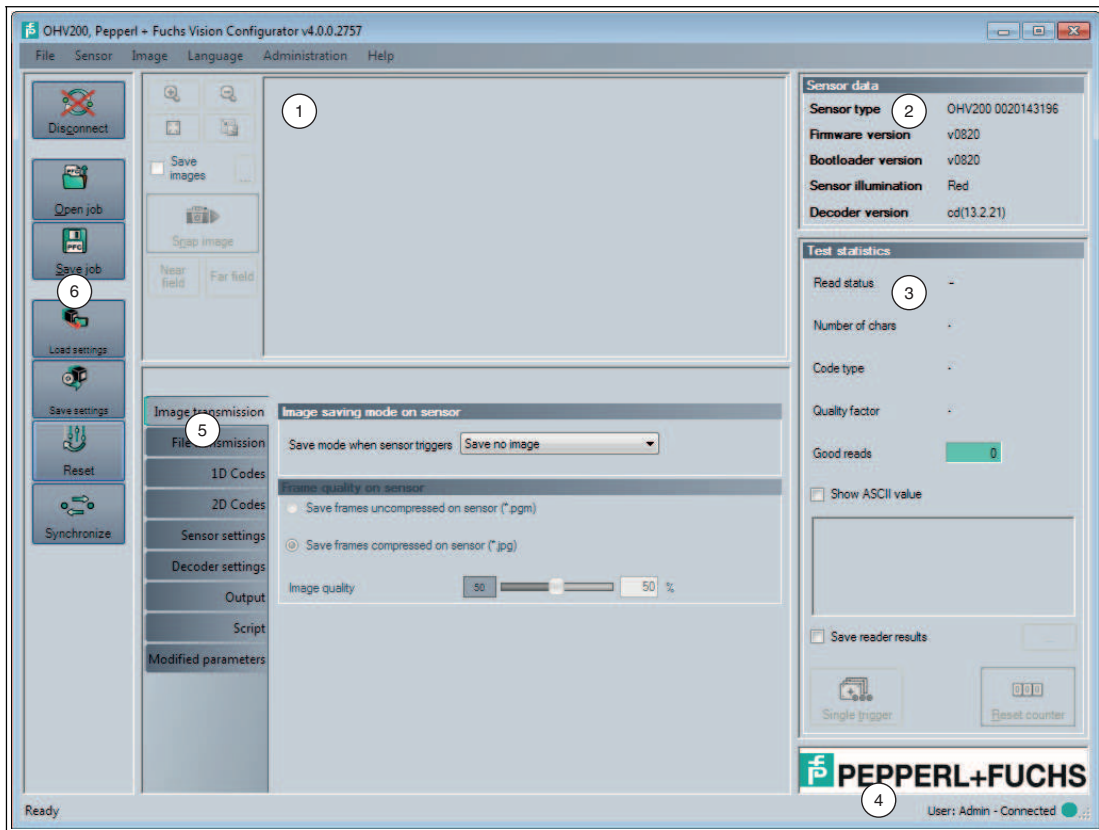 OHV200, Pepperl + Fuchs Vision Configurator v4.0.0.2757
File Sensor Image Language Administration Help
Disconnect
Open job
Save job
6
Load settings
Save settings
Reset
Synchronize
Save images
...
Snap image
Near field
Far field
1
Image transmission
5
File transmission
1D Codes
2D Codes
Sensor settings
Decoder settings
Output
Script
Modified parameters
Image saving mode on sensor
Save mode when sensor triggers Save no image
Frame quality on sensor
Save frames uncompressed on sensor (*.pgm)
Save frames compressed on sensor (*.jpg)
Image quality 50 50 %
Sensor data
Sensor type 2 OHV200 0020143196
Firmware version v0820
Bootloader version v0820
Sensor illumination Red
Decoder version cd(13.2.21)
Test statistics
Read status 3 -
Number of chars -
Code type -
Quality factor -
Good reads 0
Show ASCII value
Save reader results ...
Single trigger
000
Reset counter
PEPPERL+FUCHS
4
Ready
User: Admin - Connected